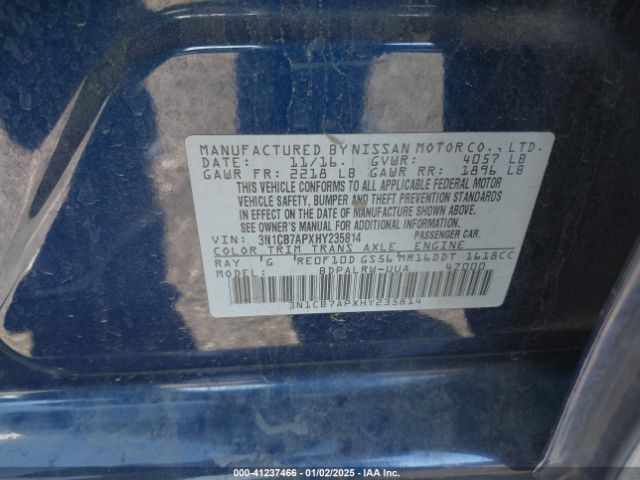 MANUFACTURED BY NISSAN MOTOR CO., LTD.
DATE: 11/16. GVWR: 4057 LB
GAWR FR: 2218 LB GAWR RR: 1896 LB
THIS VEHICLE CONFORMS TO ALL APPLICABLE FEDERAL MOTOR
VEHICLE SAFETY, BUMPER AND THEFT PREVENTION STANDARDS
IN EFFECT ON THE DATE OF MANUFACTURE SHOWN ABOVE.
SEE OWNER'S MANUAL FOR ADDITIONAL INFORMATION.
VIN: 3N1CB7APXHY235814 PASSENGER CAR.
COLOR TRIM TRANS AXLE ENGINE
RAY 'G 'RE0F10D GS56 MR16DDT 1618CC
MODEL: BDPALRW-UUA 42000
3N1CB7APXHY235814
000-41237466 - 01/02/2025 - IAA Inc.